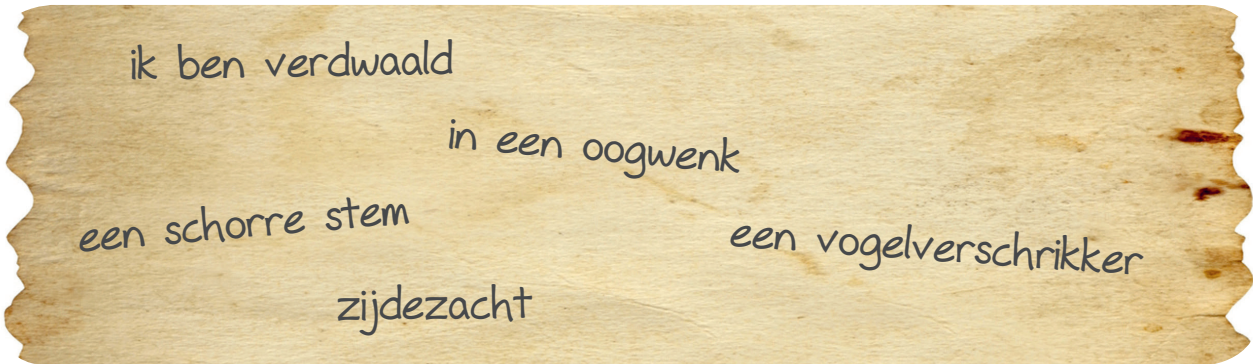 ik ben verdwaald
in een oogwenk
een schorre stem
een vogelverschrikker
zijdezacht